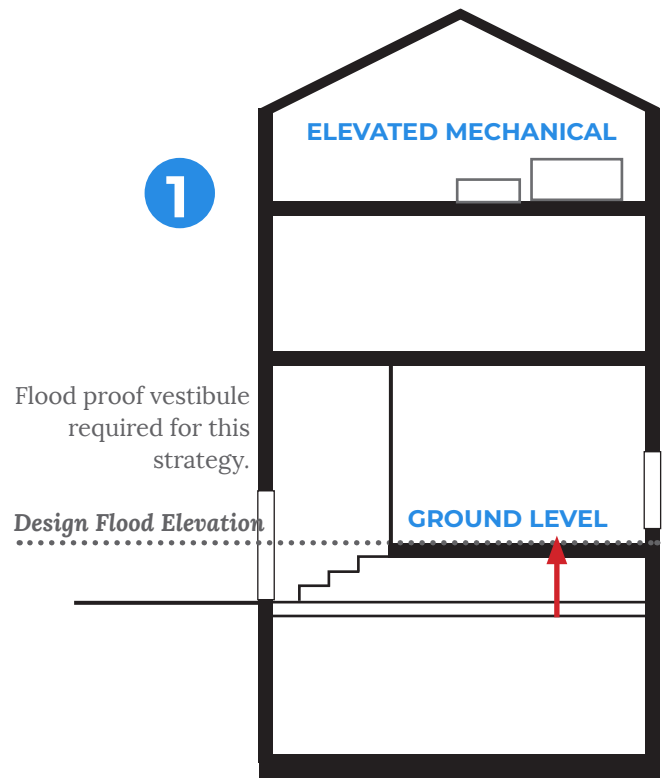 ELEVATED MECHANICAL
1
Flood proof vestibule
required for this
strategy.
Design Flood Elevation
GROUND LEVEL